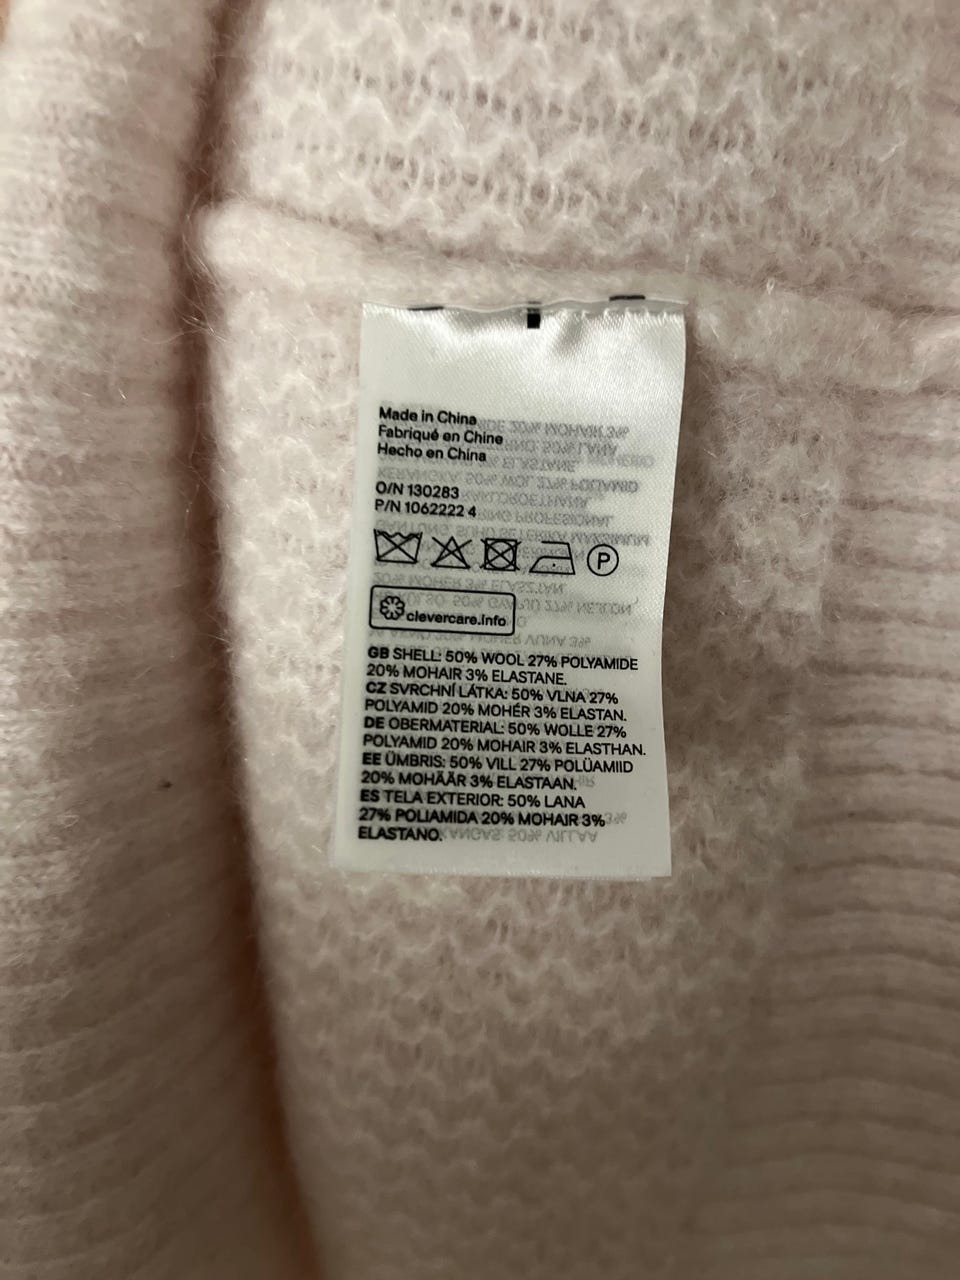 Made in China
Fabriqué en Chine
Hecho en China
O/N 130283
P/N 1062222 4
P
clevercare.info
GB SHELL: 50% WOOL 27% POLYAMIDE
20% MOHAIR 3% ELASTANE.
CZ SVRCHNÍ LÁTKA: 50% VLNA 27%
POLYAMID 20% MOHÉR 3% ELASTAN.
DE OBERMATERIAL: 50% WOLLE 27%
POLYAMID 20% MOHAIR 3% ELASTHAN.
EE ÜMBRIS: 50% VILL 27% POLÜAMIID
20% MOHÄÄR 3% ELASTAAN.
ES TELA EXTERIOR: 50% LANA
27% POLIAMIDA 20% MOHAIR 3%
ELASTANO.